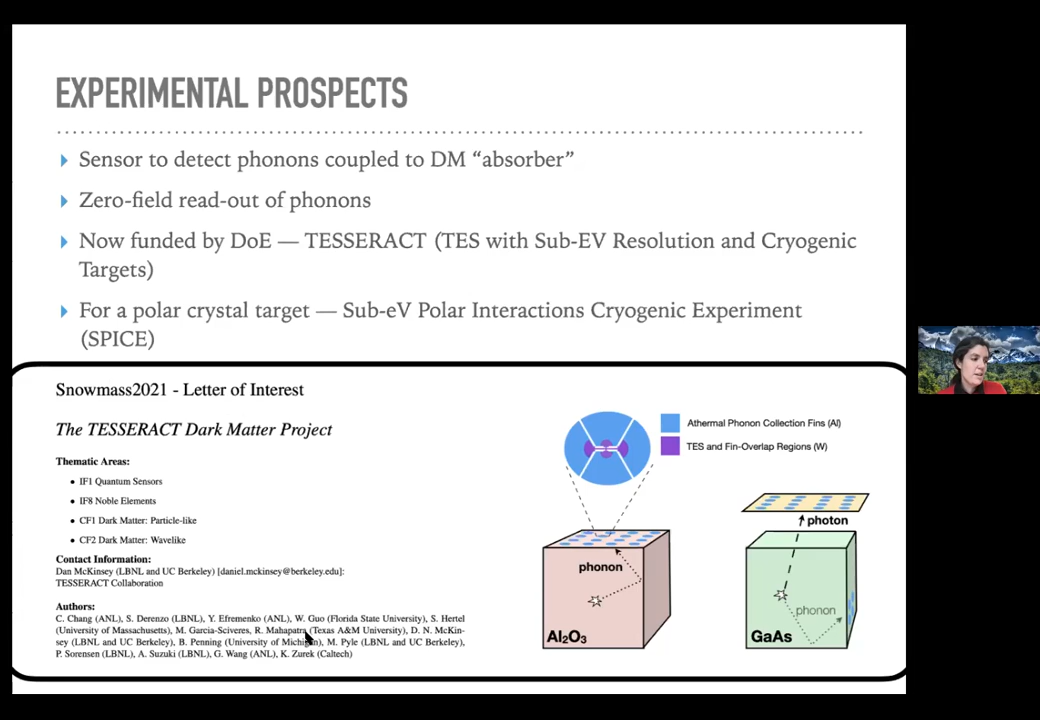 EXPERIMENTAL PROSPECTS
Sensor to detect phonons coupled to DM “absorber”
Zero-field read-out of phonons
Now funded by DoE — TESSERACT (TES with Sub-EV Resolution and Cryogenic
Targets)
For a polar crystal target — Sub-eV Polar Interactions Cryogenic Experiment
(SPICE)
Snowmass2021 - Letter of Interest
The TESSERACT Dark Matter Project
Thematic Areas:
• IF1 Quantum Sensors
• IF8 Noble Elements
• CF1 Dark Matter: Particle-like
• CF2 Dark Matter: Wavelike
Contact Information:
Dan McKinsey (LBNL and UC Berkeley) [daniel.mckinsey@berkeley.edu]:
TESSERACT Collaboration
Authors:
C. Chang (ANL), S. Derenzo (LBNL), Y. Efremenko (ANL), W. Guo (Florida State University), S. Hertel
(University of Massachusetts), M. Garcia-Sciveres, R. Mahapatra (Texas A&M University), D. N. McKin-
sey (LBNL and UC Berkeley), B. Penning (University of Michigan), M. Pyle (LBNL and UC Berkeley),
P. Sorensen (LBNL), A. Suzuki (LBNL), G. Wang (ANL), K. Zurek (Caltech)
Athermal Phonon Collection Fins (Al)
TES and Fin-Overlap Regions (W)
phonon
Al₂O₃
photon
phonon
GaAs